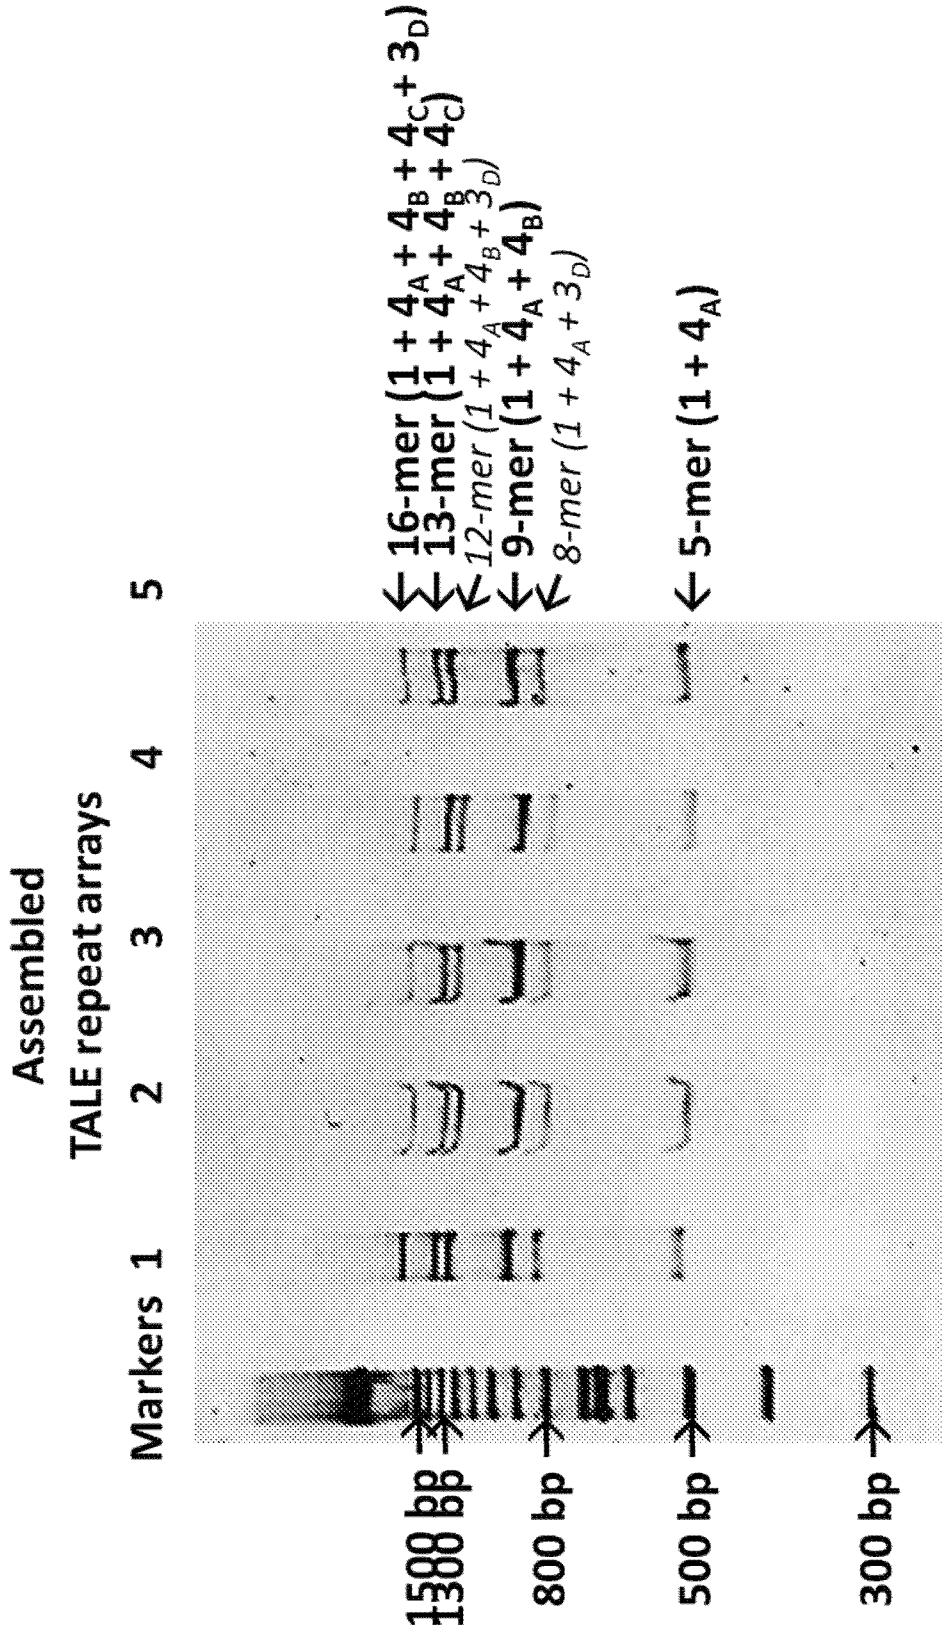 Assembled
TALE repeat arrays
Markers 1 2 3 4 5
1500 bp
1300 bp
800 bp
500 bp
300 bp
16-mer (1 + 4A + 4B + 4C + 3D)
13-mer (1 + 4A + 4B + 4C)
12-mer (1 + 4A + 4B + 3D)
9-mer (1 + 4A + 4B)
8-mer (1 + 4A + 3D)
5-mer (1 + 4A)